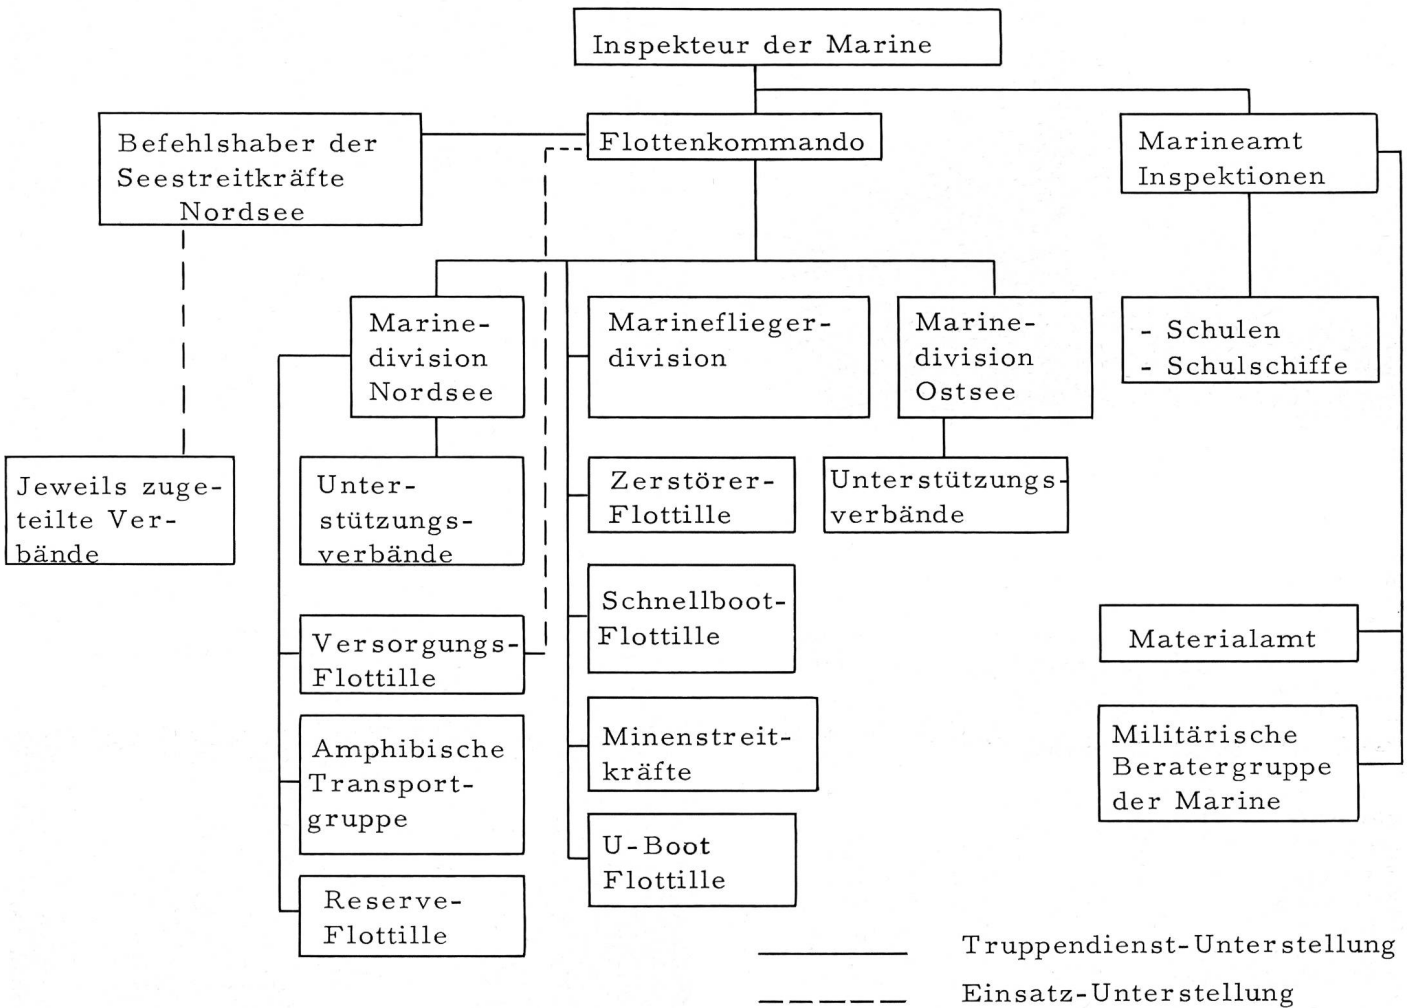 Inspekteur der Marine
Befehlshaber der
Seestreitkräfte
Nordsee
Flottenkommando
Marineamt
Inspektionen
Marine-
division
Nordsee
Marineflieger-
division
Marine-
division
Ostsee
- Schulen
- Schulschiffe
Jeweils zuge-
teilte Ver-
bände
Unter-
stützungs-
verbände
Zerstörer-
Flottille
Unterstützungs-
verbände
Schnellboot-
Flottille
Versorgungs-
Flottille
Materialamt
Amphibische
Transport-
gruppe
Minenstreit-
kräfte
Militärische
Beratergruppe
der Marine
U-Boot
Flottille
Reserve-
Flottille
Truppendienst-Unterstellung
Einsatz-Unterstellung